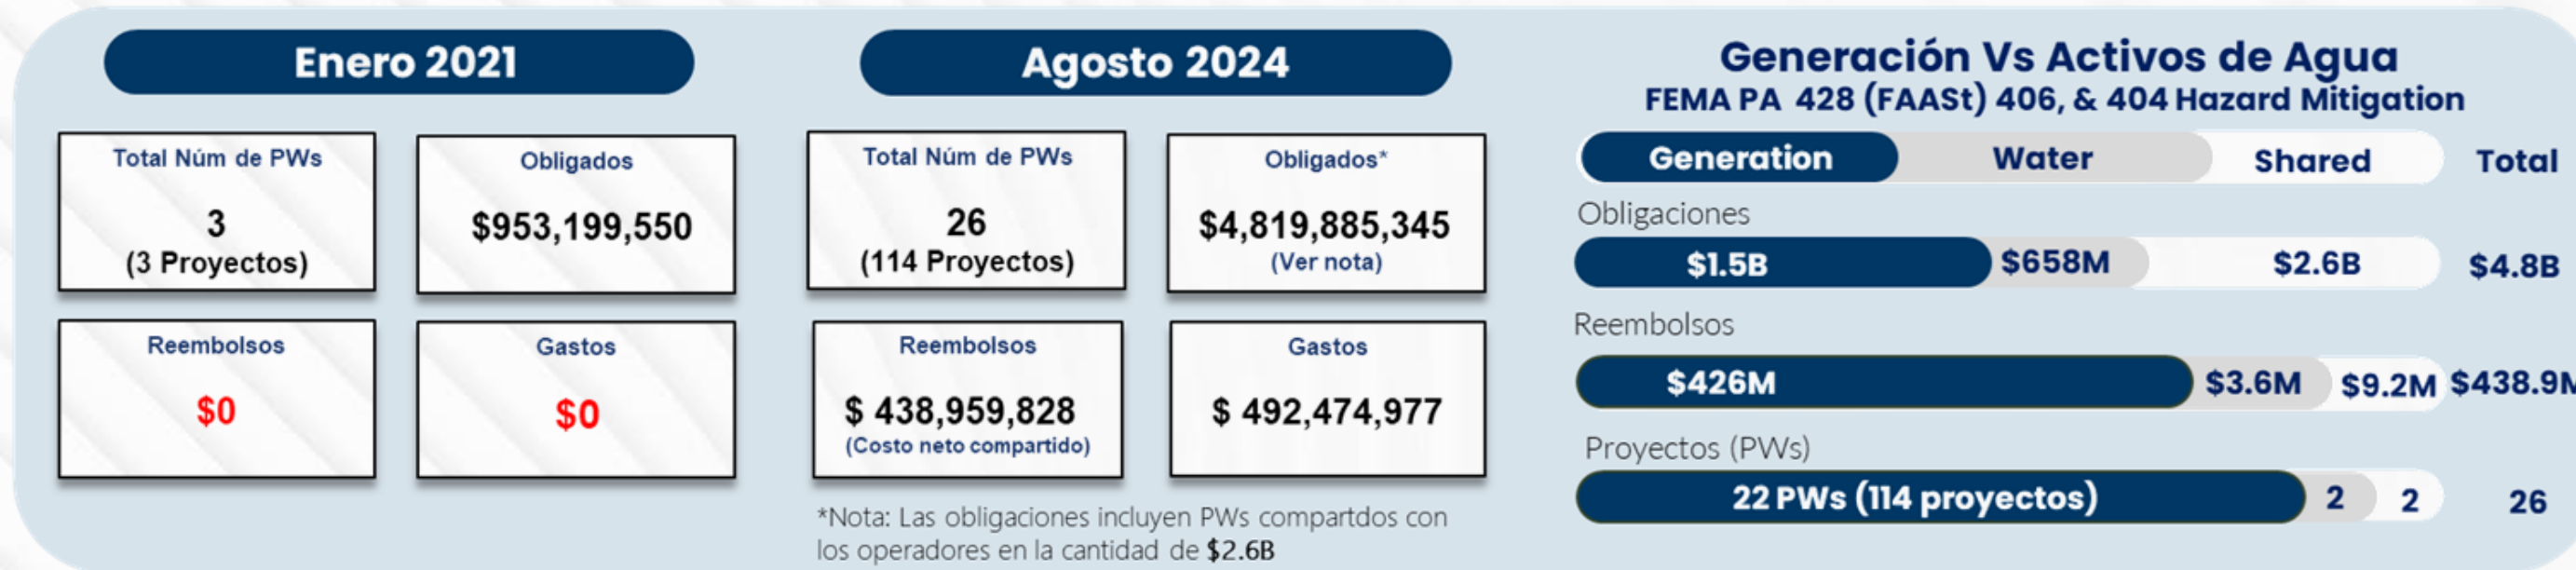 Enero 2021
Total Núm de PWs
3
(3 Proyectos)
Obligados
$953,199,550
Reembolsos
$0
Gastos
$0
Agosto 2024
Total Núm de PWs
26
(114 Proyectos)
Obligados*
$4,819,885,345
(Ver nota)
Reembolsos
$ 438,959,828
(Costo neto compartido)
Gastos
$ 492,474,977
*Nota: Las obligaciones incluyen PWs compartdos con
los operadores en la cantidad de $2.6B
Generación Vs Activos de Agua
FEMA PA 428 (FAASt) 406, & 404 Hazard Mitigation
Generation Water Shared Total
Obligaciones
$1.5B $658M $2.6B $4.8B
Reembolsos
$426M $3.6M $9.2M $438.9M
Proyectos (PWs)
22 PWs (114 proyectos) 2 2 26